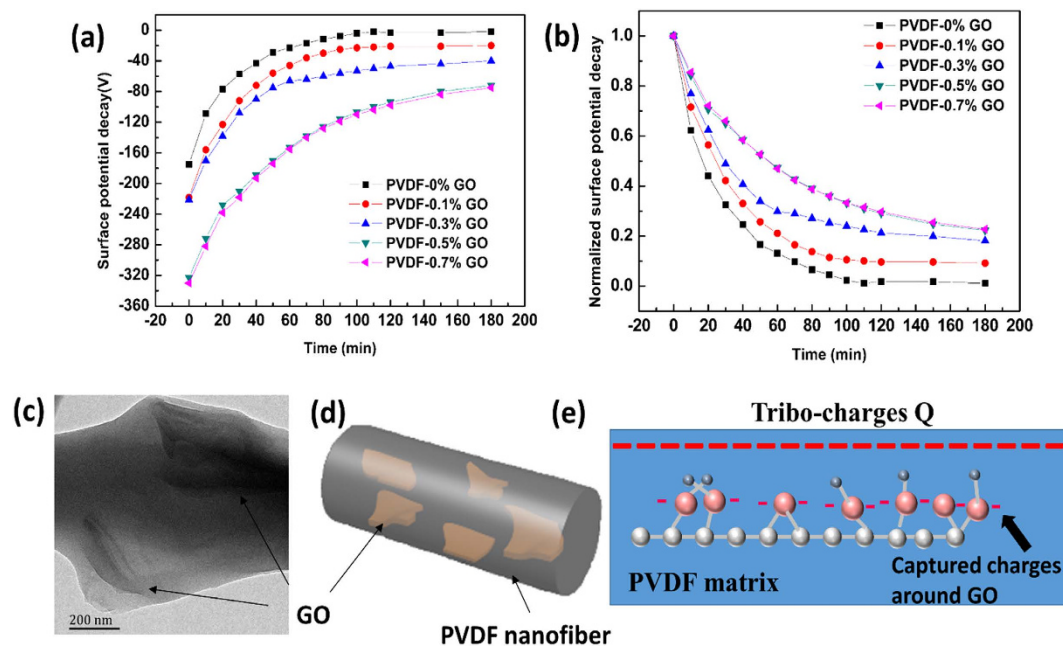 (a)
Surface potential decay(V)
0
-40
-80
-120
-160
-200
-240
-280
-320
-360
PVDF-0% GO
PVDF-0.1% GO
PVDF-0.3% GO
PVDF-0.5% GO
PVDF-0.7% GO
-20 0 20 40 60 80 100 120 140 160 180 200
Time (min)
(b)
Normalized surface potential decay
1.0
0.8
0.6
0.4
0.2
0.0
PVDF-0% GO
PVDF-0.1% GO
PVDF-0.3% GO
PVDF-0.5% GO
PVDF-0.7% GO
-20 0 20 40 60 80 100 120 140 160 180 200
Time (min)
(c)
200 nm
(d)
GO
PVDF nanofiber
(e)
Tribo-charges Q
PVDF matrix
Captured charges
around GO